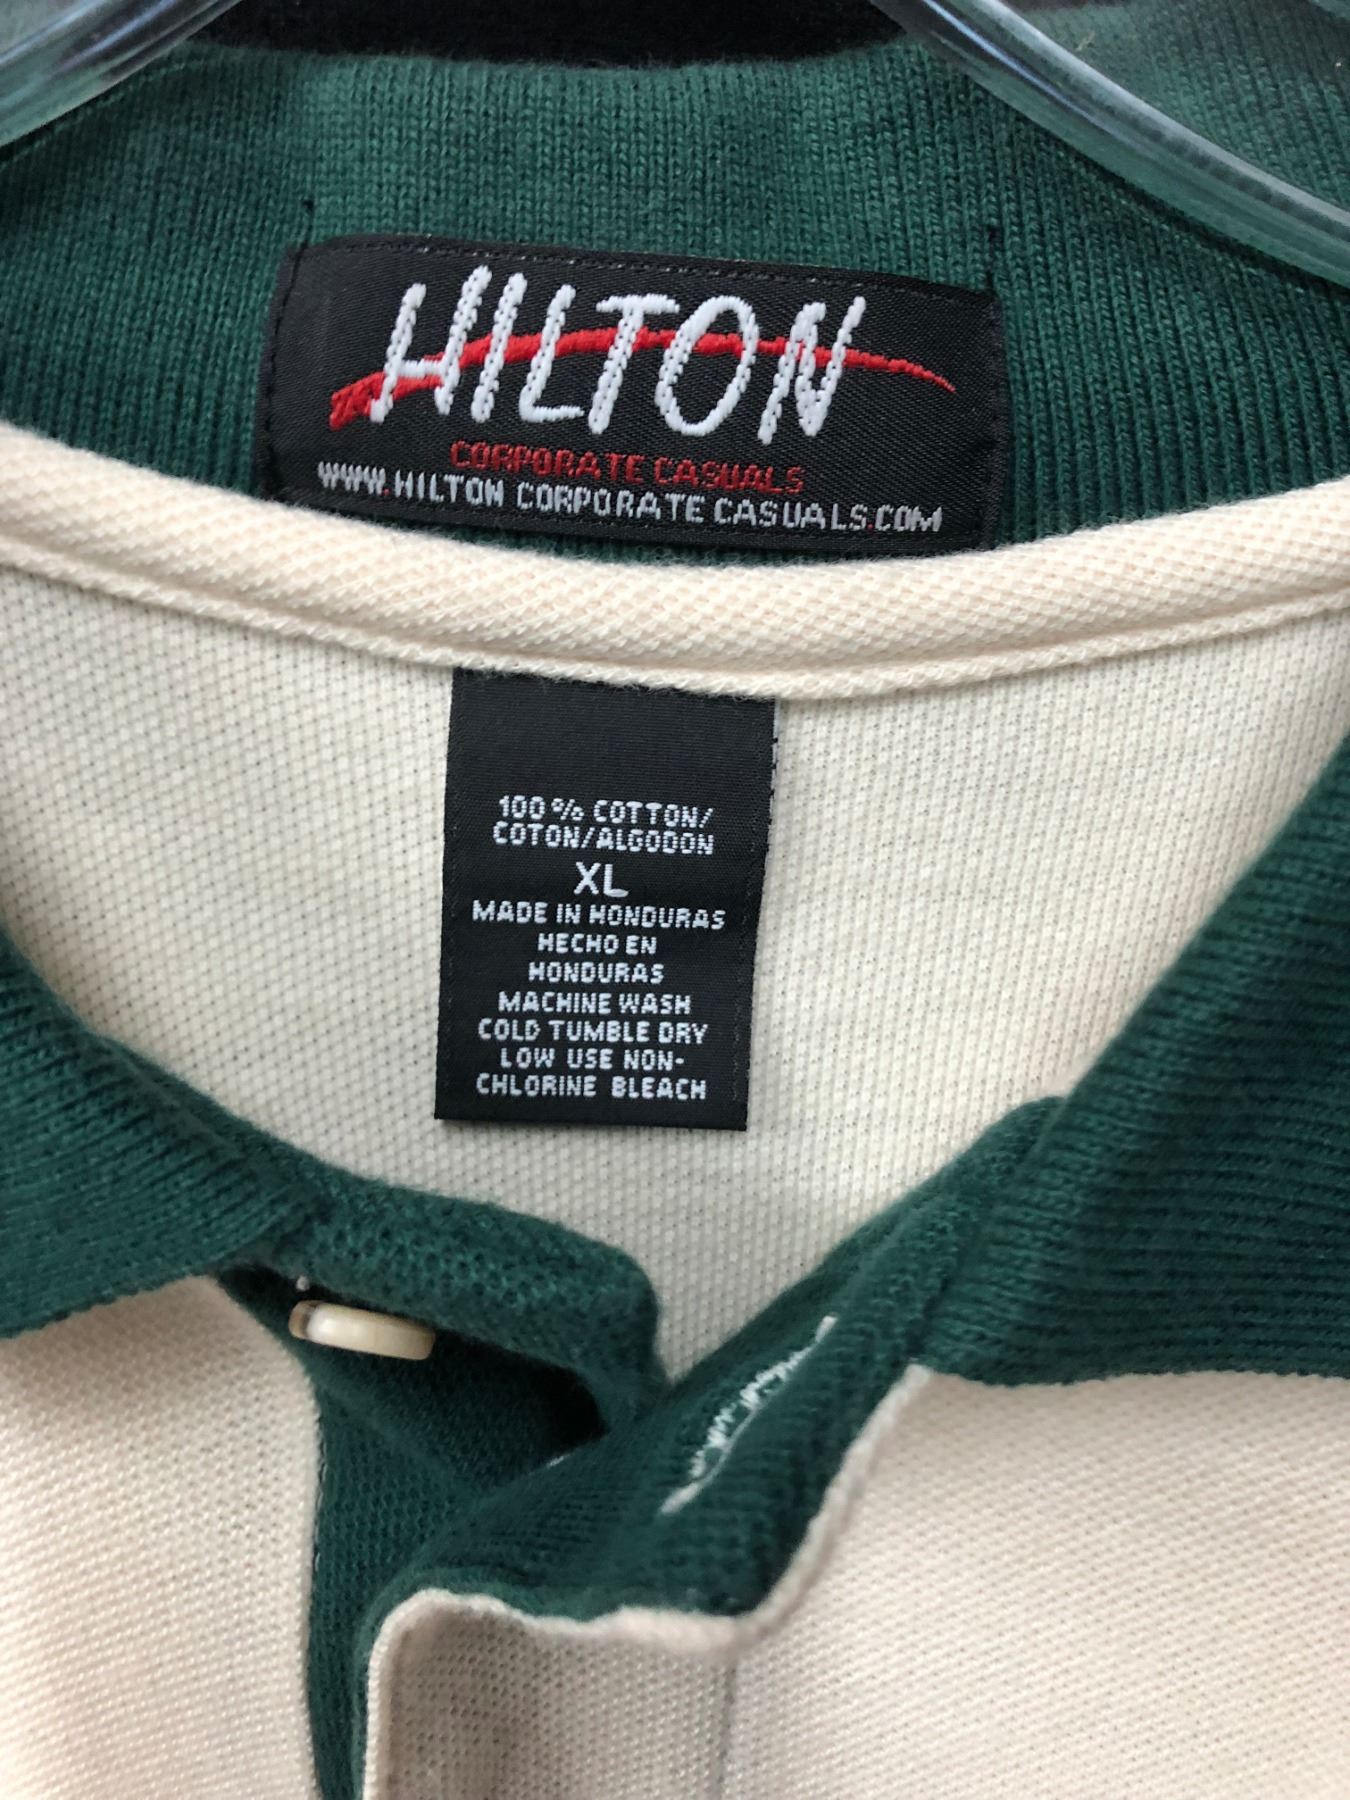 HILTON
CORPORATE CASUALS
WWW.HILTON CORPORATE CASUALS.COM
100% COTTON/
COTON/ALGODON
XL
MADE IN HONDURAS
HECHO EN
HONDURAS
MACHINE WASH
COLD TUMBLE DRY
LOW USE NON-
CHLORINE BLEACH